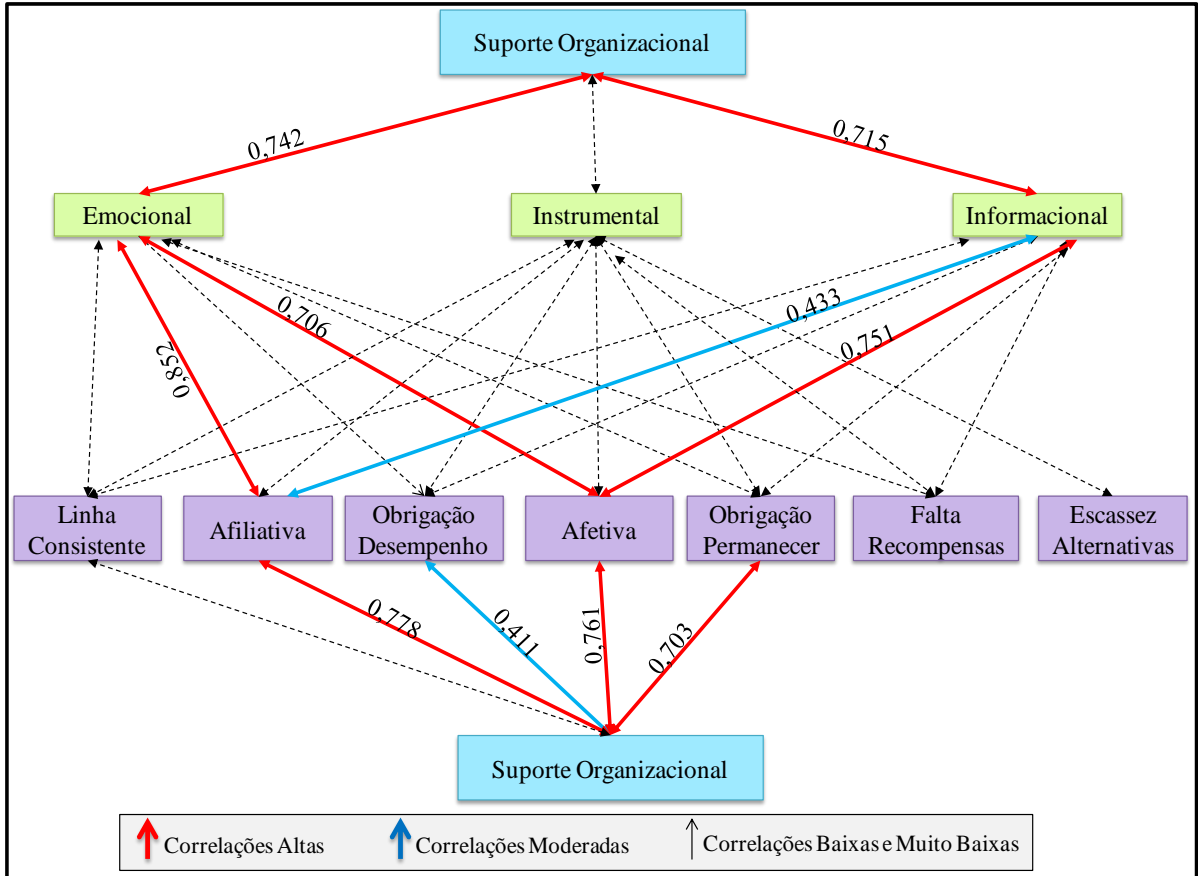 Suporte Organizacional
0,742
0,715
Emocional
Instrumental
Informacional
0,433
0,706
0,751
0,852
Linha
Consistente
Afiliativa
Obrigação
Desempenho
Afetiva
Obrigação
Permanecer
Falta
Recompensas
Escassez
Alternativas
0,778
0,411
0,761
0,703
Suporte Organizacional
Correlações Altas
Correlações Moderadas
Correlações Baixas e Muito Baixas